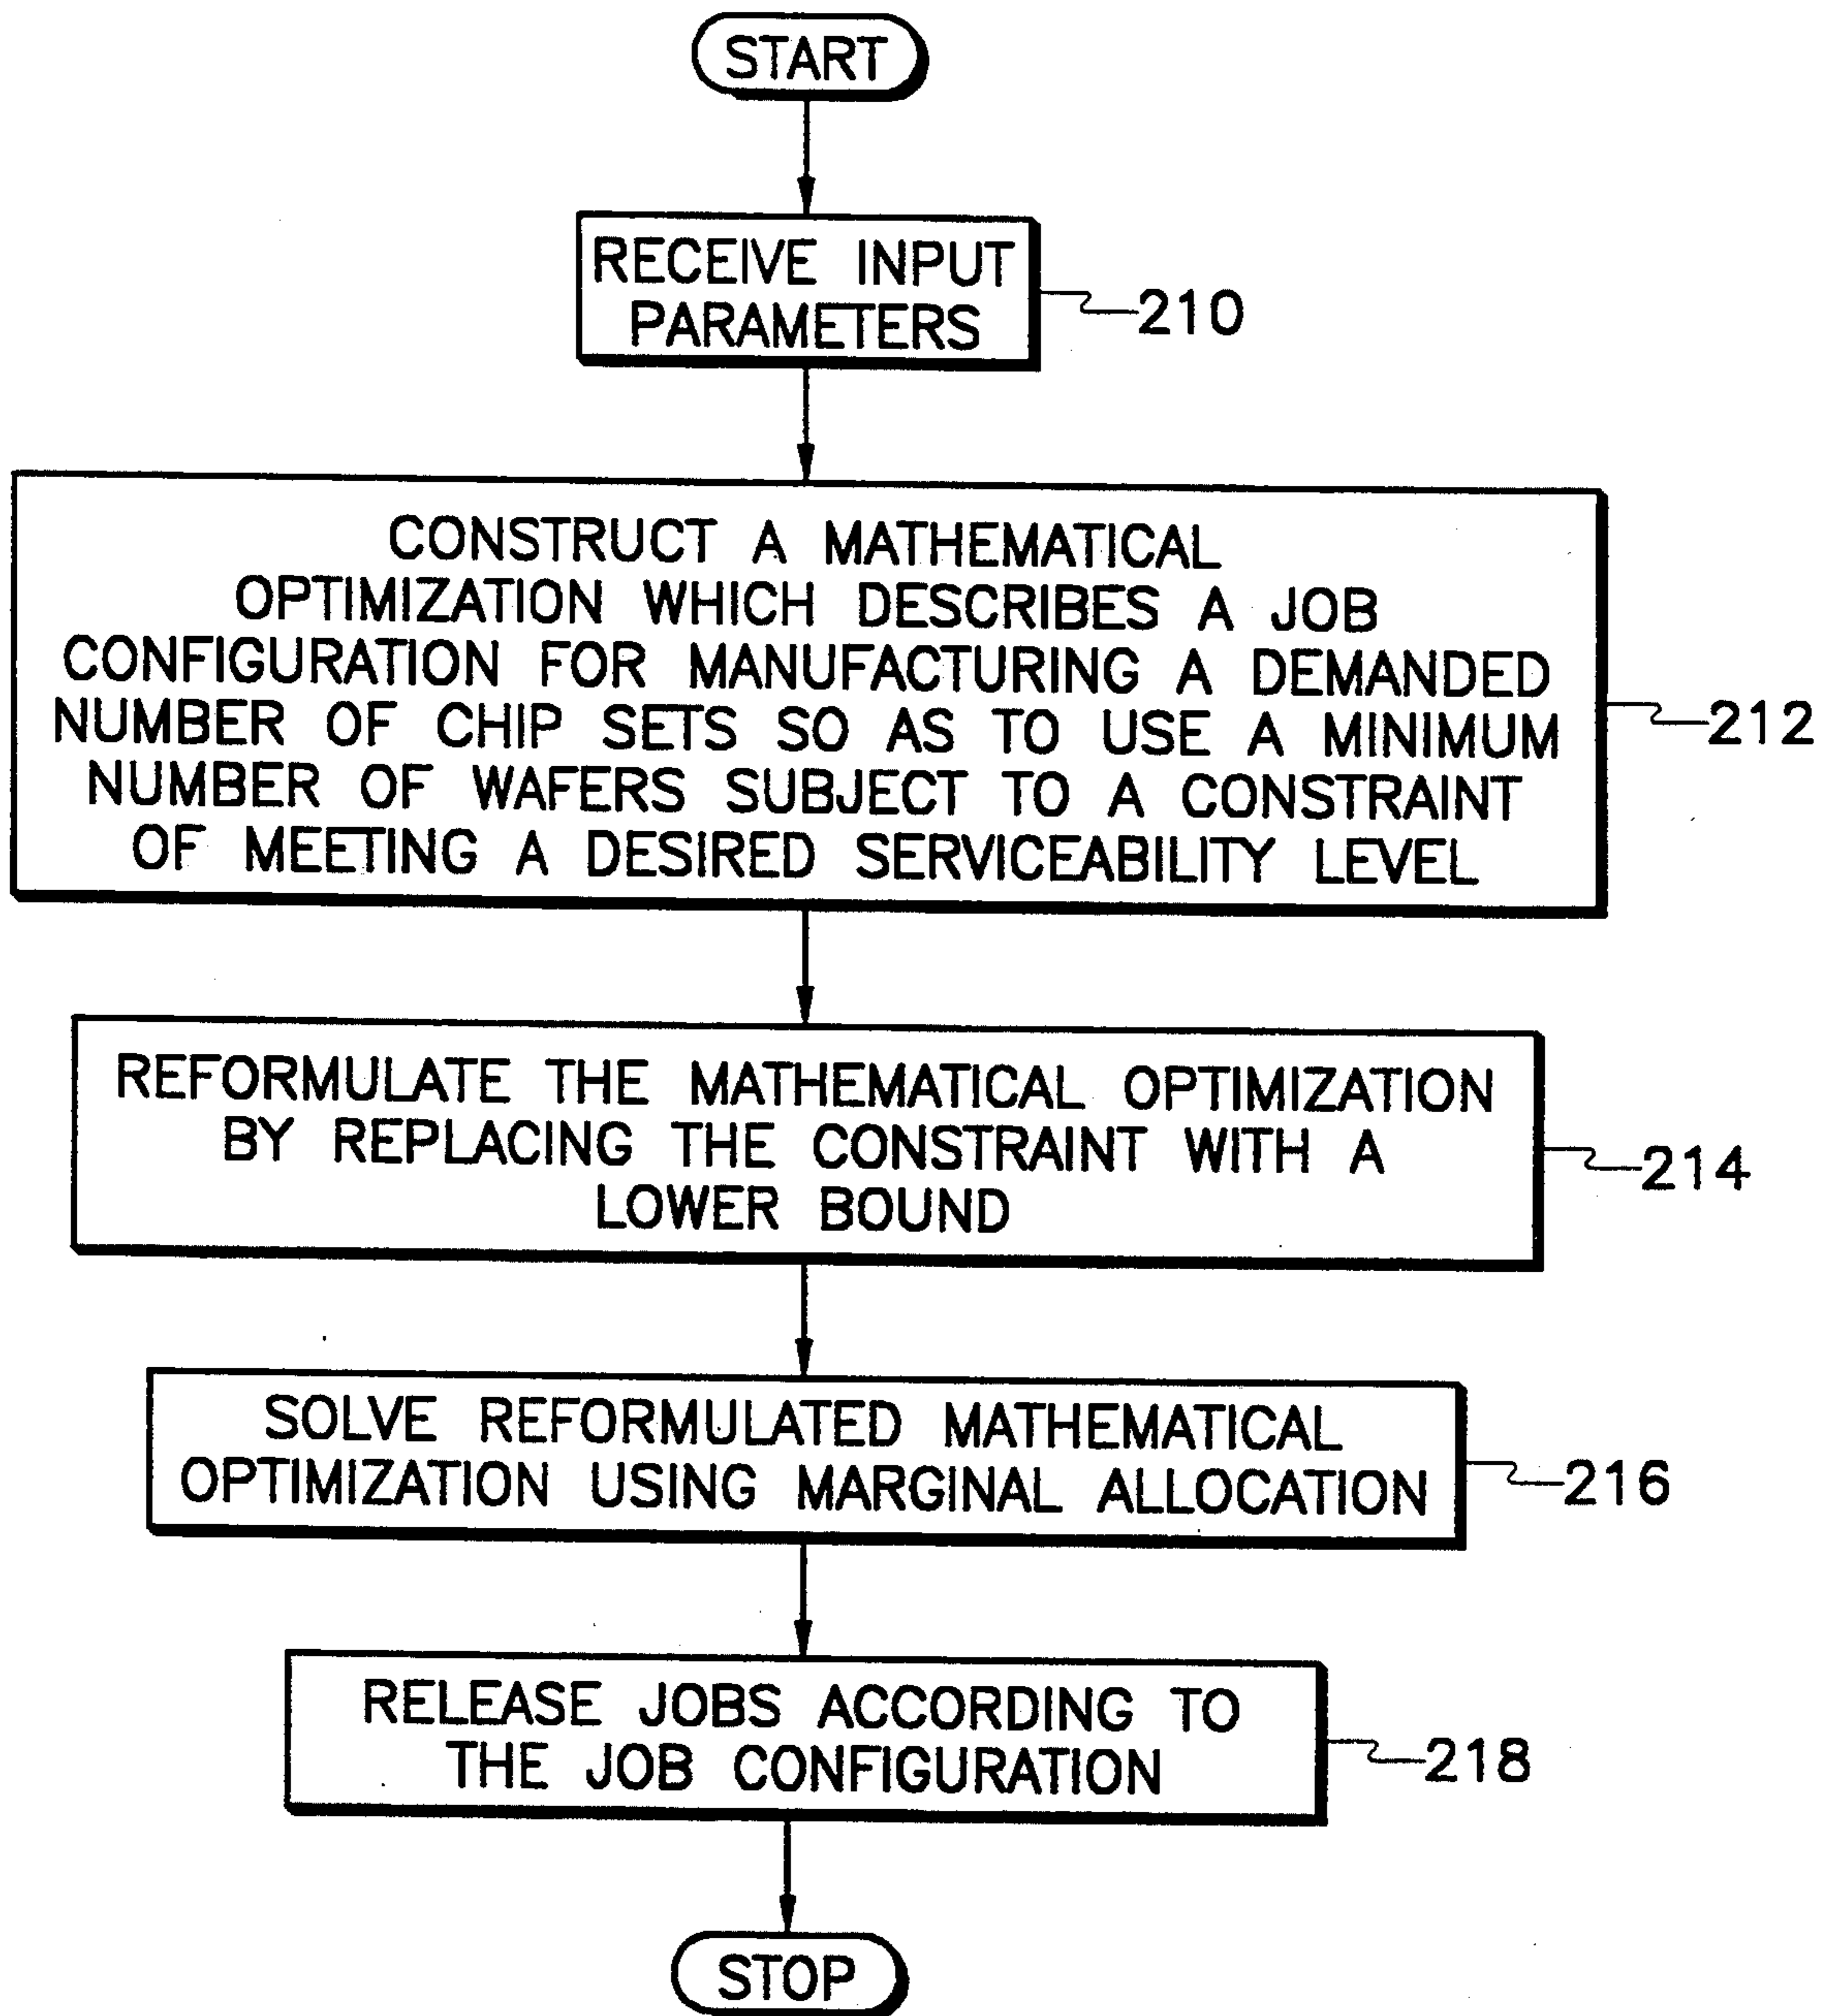 START
RECEIVE INPUT
PARAMETERS
210
CONSTRUCT A MATHEMATICAL
OPTIMIZATION WHICH DESCRIBES A JOB
CONFIGURATION FOR MANUFACTURING A DEMANDED
NUMBER OF CHIP SETS SO AS TO USE A MINIMUM
NUMBER OF WAFERS SUBJECT TO A CONSTRAINT
OF MEETING A DESIRED SERVICEABILITY LEVEL
212
REFORMULATE THE MATHEMATICAL OPTIMIZATION
BY REPLACING THE CONSTRAINT WITH A
LOWER BOUND
214
SOLVE REFORMULATED MATHEMATICAL
OPTIMIZATION USING MARGINAL ALLOCATION
216
RELEASE JOBS ACCORDING TO
THE JOB CONFIGURATION
218
STOP